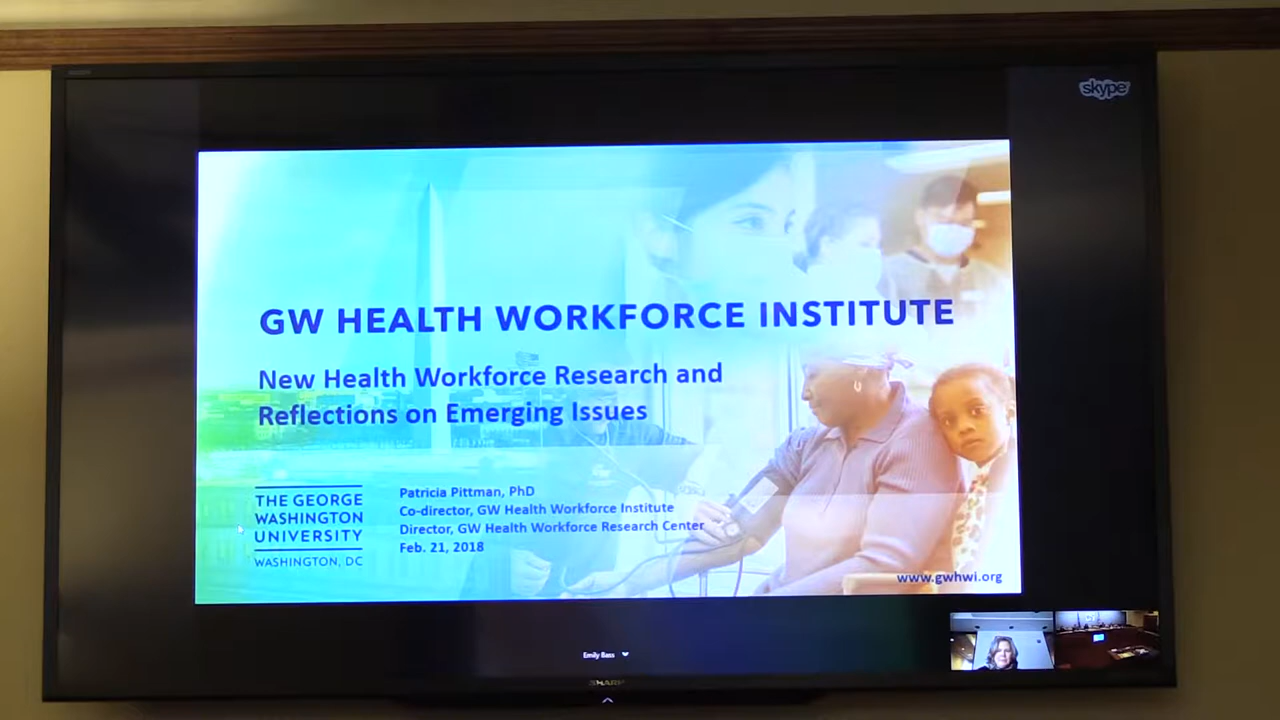 skype
GW HEALTH WORKFORCE INSTITUTE
New Health Workforce Research and
Reflections on Emerging Issues
THE GEORGE
WASHINGTON
UNIVERSITY
WASHINGTON, DC
Patricia Pittman, PhD
Co-director, GW Health Workforce Institute
Director, GW Health Workforce Research Center
Feb. 21, 2018
www.gwhwi.org
Emily Bass
SHARP